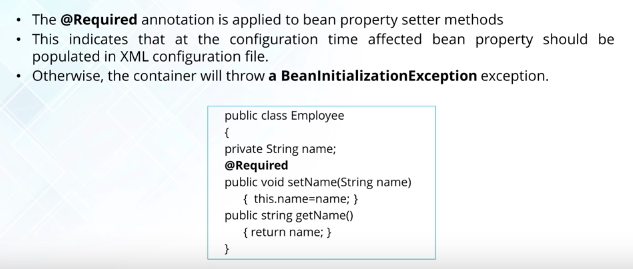 • The @Required annotation is applied to bean property setter methods
• This indicates that at the configuration time affected bean property should be
populated in XML configuration file.
• Otherwise, the container will throw a BeanInitializationException exception.
public class Employee
{
private String name;
@Required
public void setName(String name)
{ this.name=name; }
public string getName()
{ return name; }
}